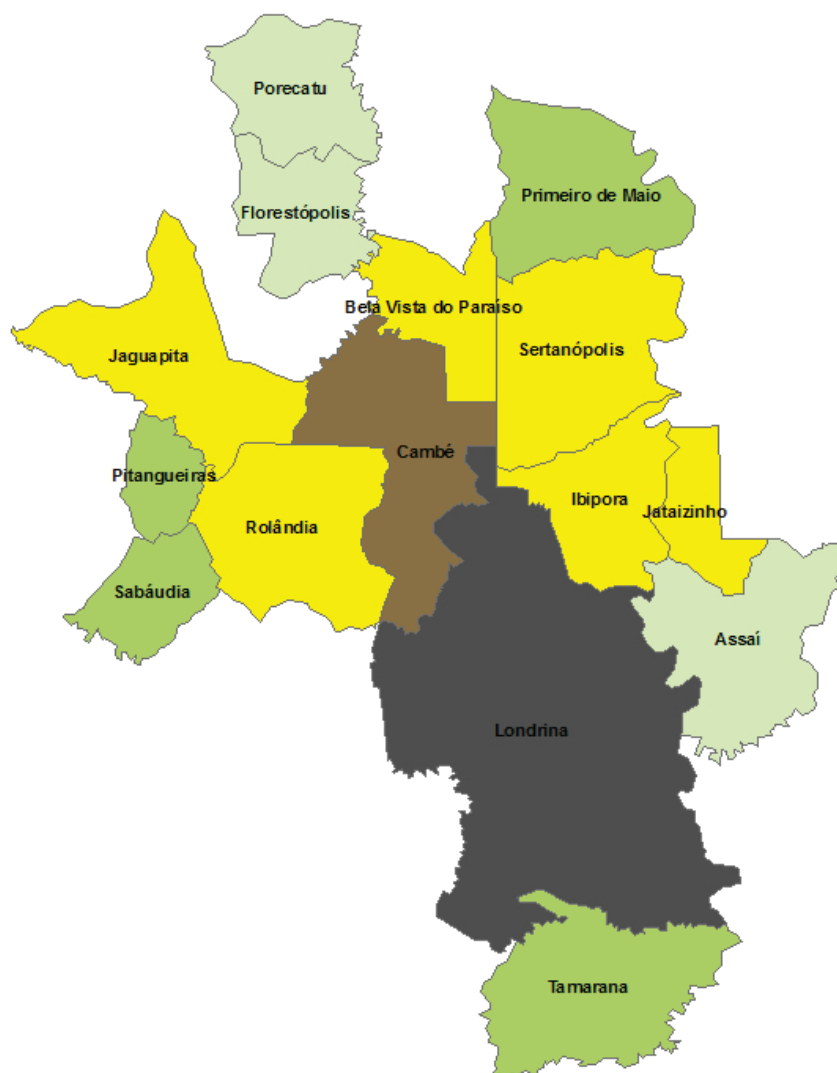 Porecatu
Primeiro de Maio
Florestópolis
Bela Vista do Paraíso
Sertanópolis
Jaguapita
Cambé
Pitangueiras
Ibipora
Jataizinho
Rolândia
Sabáudia
Assaí
Londrina
Tamarana